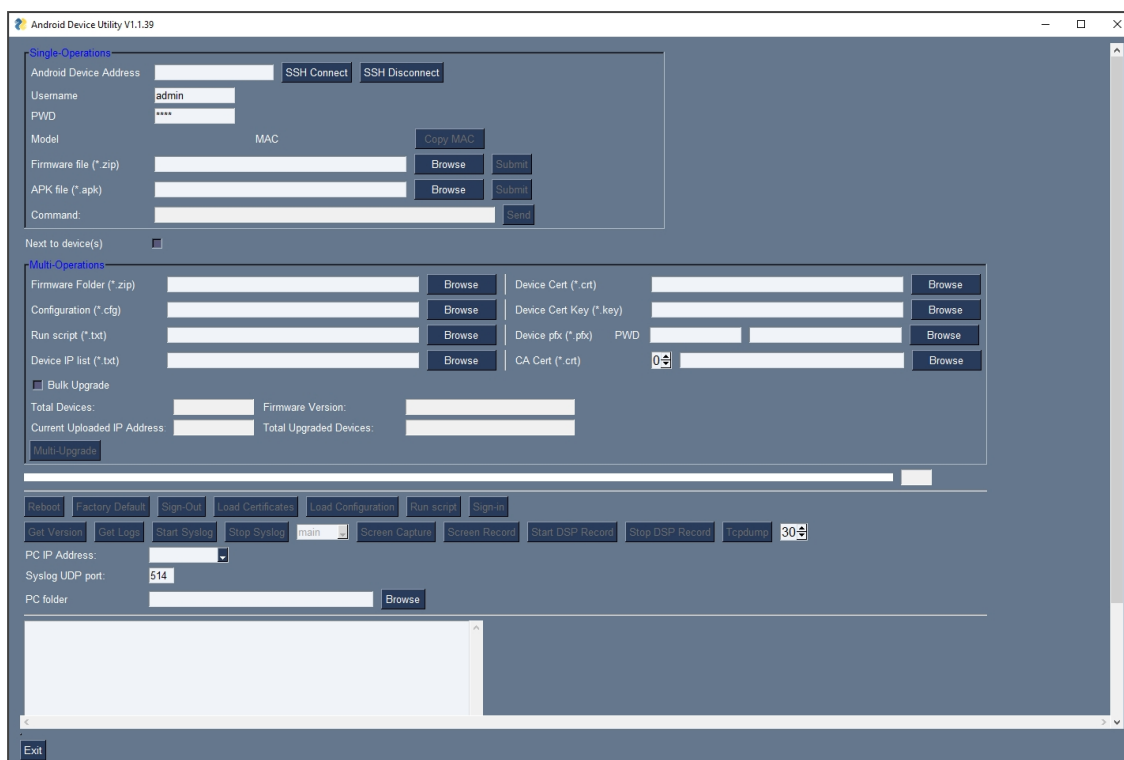 Android Device Utility V1.1.39
Single-Operations
Android Device Address SSH Connect SSH Disconnect
Username admin
PWD ****
Model MAC Copy MAC
Firmware file (*.zip) Browse Submit
APK file (*.apk) Browse Submit
Command: Send
Next to device(s)
Multi-Operations
Firmware Folder (*.zip) Browse Device Cert (*.crt) Browse
Configuration (*.cfg) Browse Device Cert Key (*.key) Browse
Run script (*.txt) Browse Device pfx (*.pfx) PWD Browse
Device IP list (*.txt) Browse CA Cert (*.crt) 0 Browse
Bulk Upgrade
Total Devices: Firmware Version:
Current Uploaded IP Address: Total Upgraded Devices:
Multi-Upgrade
Reboot Factory Default Sign-Out Load Certificates Load Configuration Run script Sign-in
Get Version Get Logs Start Syslog Stop Syslog main Screen Capture Screen Record Start DSP Record Stop DSP Record Tcpdump 30
PC IP Address:
Syslog UDP port: 514
PC folder Browse
Exit